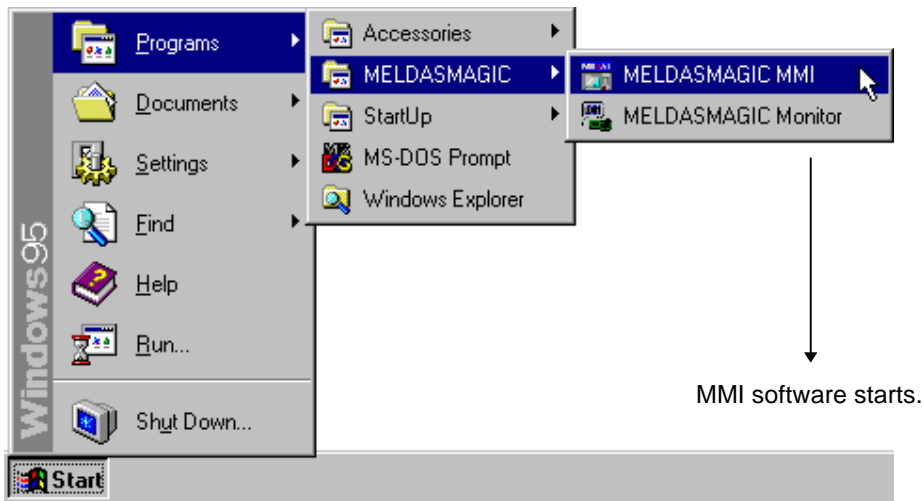 Programs
Documents
Settings
Find
Help
Run...
Shut Down...
Windows95
Start
Accessories
MELDASMAGIC
StartUp
MS-DOS Prompt
Windows Explorer
MELDASMAGIC MMI
MELDASMAGIC Monitor
MMI software starts.